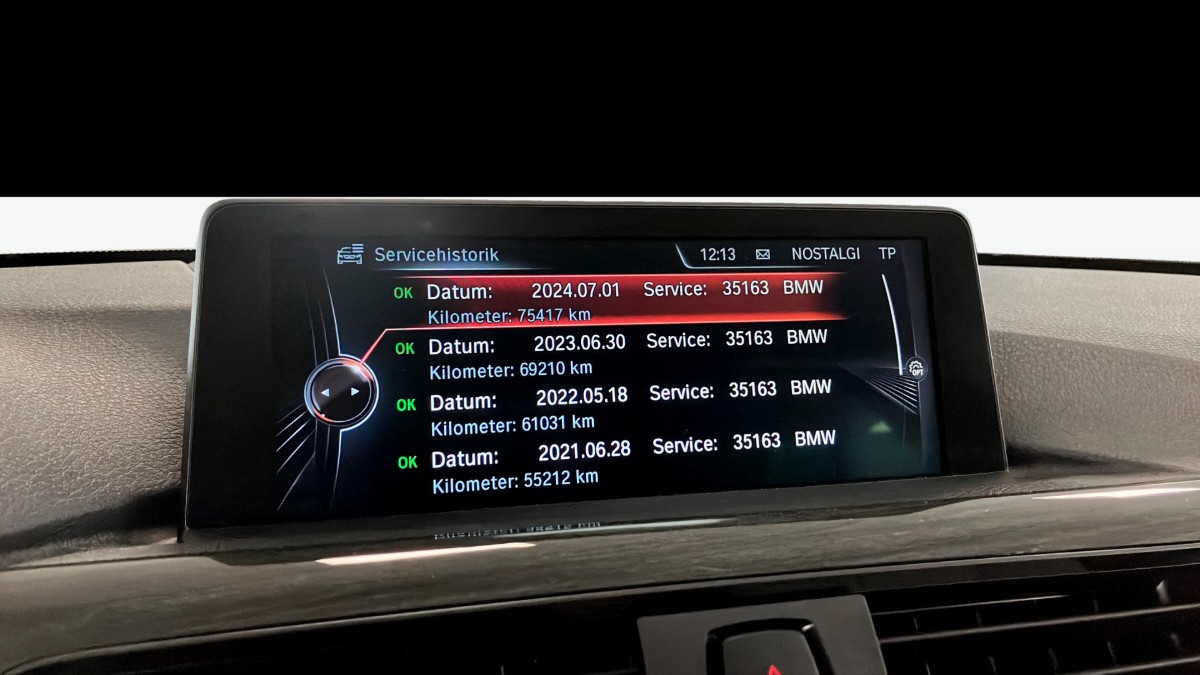 Servicehistorik 12:13 NOSTALGI TP
OK Datum: 2024.07.01 Service: 35163 BMW
Kilometer: 75417 km
OK Datum: 2023.06.30 Service: 35163 BMW
Kilometer: 69210 km
OK Datum: 2022.05.18 Service: 35163 BMW
Kilometer: 61031 km
OK Datum: 2021.06.28 Service: 35163 BMW
Kilometer: 55212 km
OPT